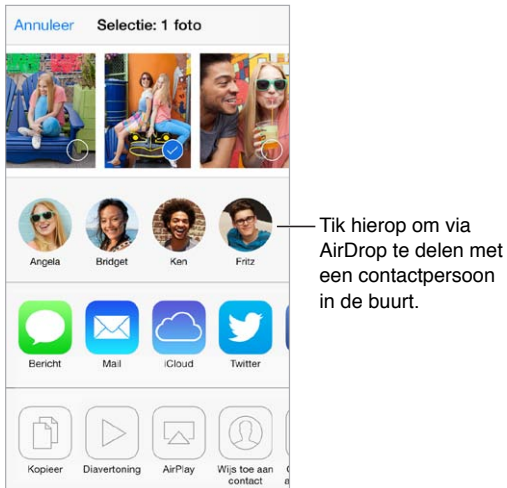 Annuleer Selectie: 1 foto
Angela Bridget Ken Fritz
Tik hierop om via
AirDrop te delen met
een contactpersoon
in de buurt.
Bericht Mail iCloud Twitter
Kopieer Diavertoning AirPlay Wijs toe aan
contact